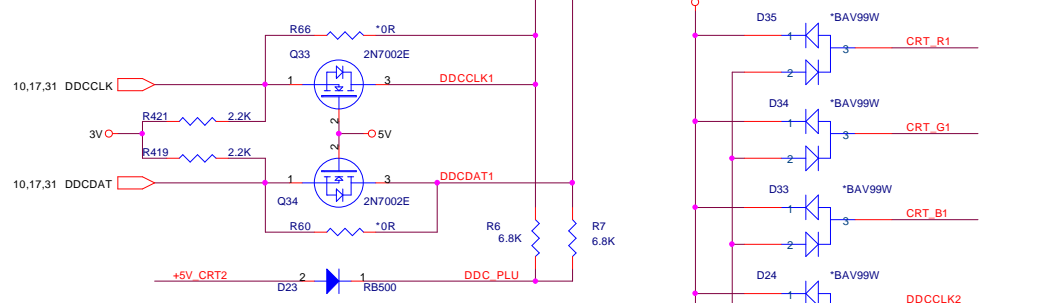 R66 *0R
Q33 2N7002E
10,17,31 DDCCLK 1 3 DDCCLK1
2
R421 2.2K
3V 5V
R419 2.2K
2
10,17,31 DDCDAT 1 3 DDCDAT1
Q34 2N7002E
R60 *0R
R6 6.8K
R7 6.8K
+5V_CRT2 2 1 DDC_PLU
D23 RB500
D35 *BAV99W
1 3 CRT_R1
2
D34 *BAV99W
1 3 CRT_G1
2
D33 *BAV99W
1 3 CRT_B1
2
D24 *BAV99W
1 DDCCLK2